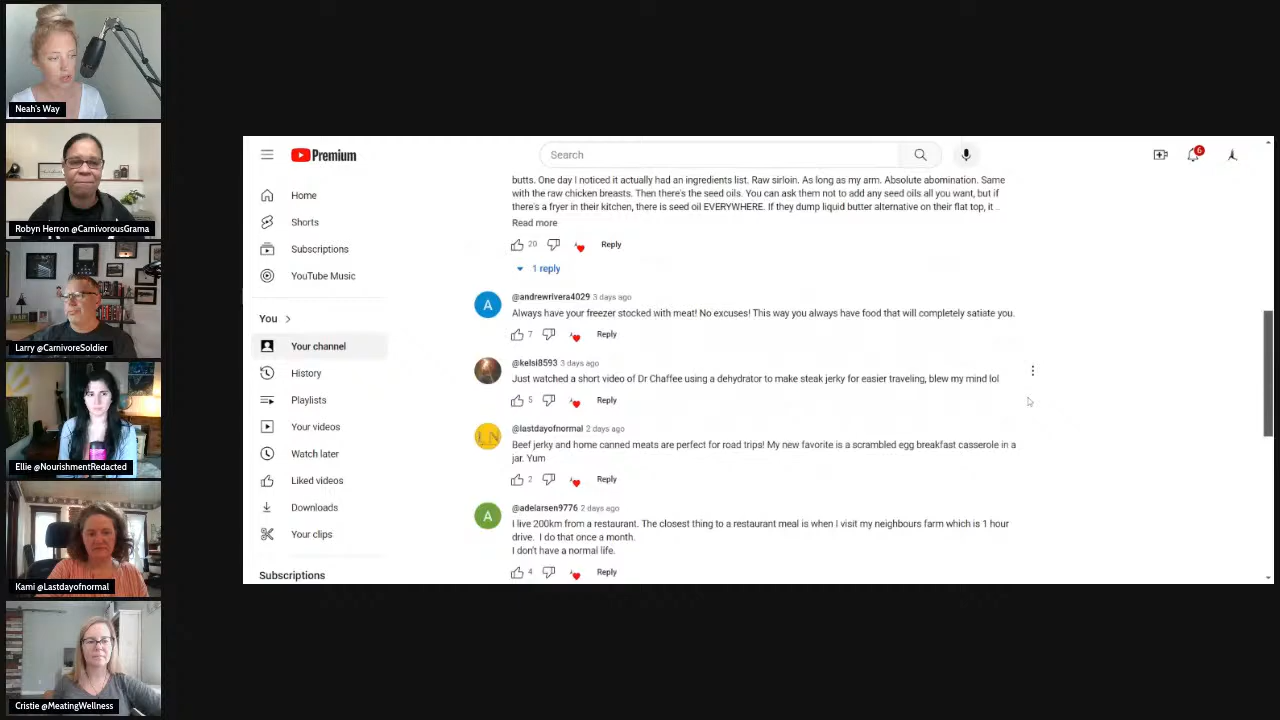 Neah's Way
Robyn Herron @CarnivorousGrama
Larry @CarnivoreSoldier
Ellie @NourishmentRedacted
Kami @Lastdayofnormal
Cristie @MeatingWellness
Premium
Search
6
Home
Shorts
Subscriptions
YouTube Music
You
Your channel
History
Playlists
Your videos
Watch later
Liked videos
Downloads
Your clips
Subscriptions
butts. One day I noticed it actually had an ingredients list. Raw sirloin. As long as my arm. Absolute abomination. Same
with the raw chicken breasts. Then there's the seed oils. You can ask them not to add any seed oils all you want, but if
there's a fryer in their kitchen, there is seed oil EVERYWHERE. If they dump liquid butter alternative on their flat top, it ..
Read more
20 Reply
1 reply
A
@andrewrivera4029 3 days ago
Always have your freezer stocked with meat! No excuses! This way you always have food that will completely satiate you.
7 Reply
@kelsi8593 3 days ago
Just watched a short video of Dr Chaffee using a dehydrator to make steak jerky for easier traveling, blew my mind lol
5 Reply
LN
@lastdayofnormal 2 days ago
Beef jerky and home canned meats are perfect for road trips! My new favorite is a scrambled egg breakfast casserole in a
jar. Yum
2 Reply
A
@adelarsen9776 2 days ago
I live 200km from a restaurant. The closest thing to a restaurant meal is when I visit my neighbours farm which is 1 hour
drive. I do that once a month.
I don't have a normal life.
4 Reply